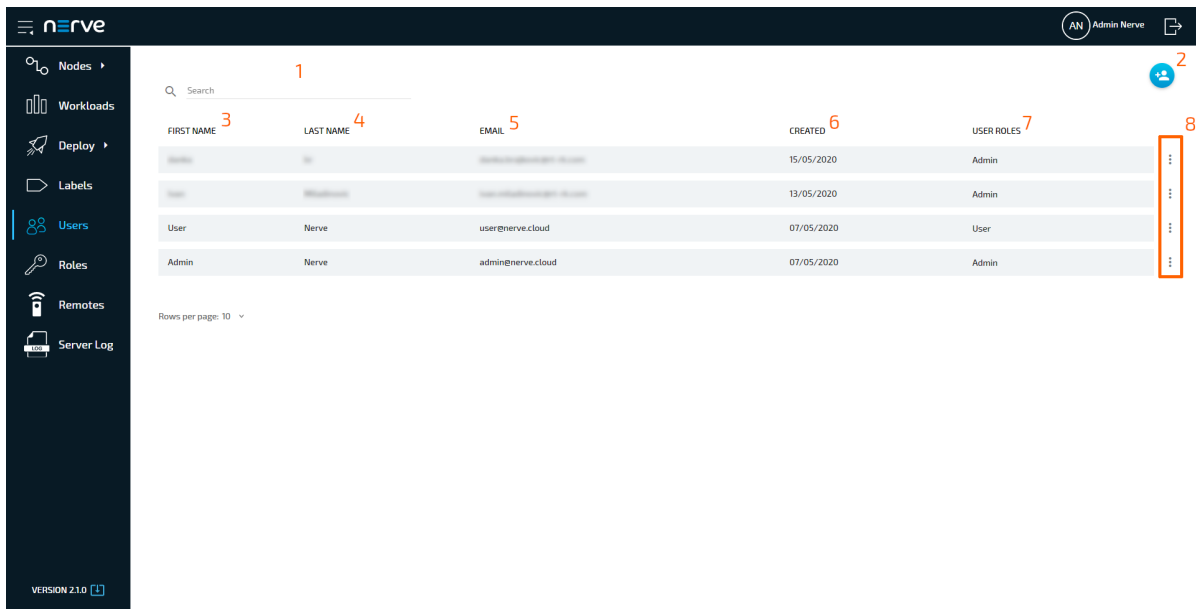 nerve
AN Admin Nerve
Nodes
Workloads
Deploy
Labels
Users
Roles
Remotes
LOG Server Log
VERSION 2.1.0
1
2
Search
FIRST NAME 3 LAST NAME 4 EMAIL 5 CREATED 6 USER ROLES 7 8
15/05/2020 Admin
13/05/2020 Admin
User Nerve user@nerve.cloud 07/05/2020 User
Admin Nerve admin@nerve.cloud 07/05/2020 Admin
Rows per page: 10